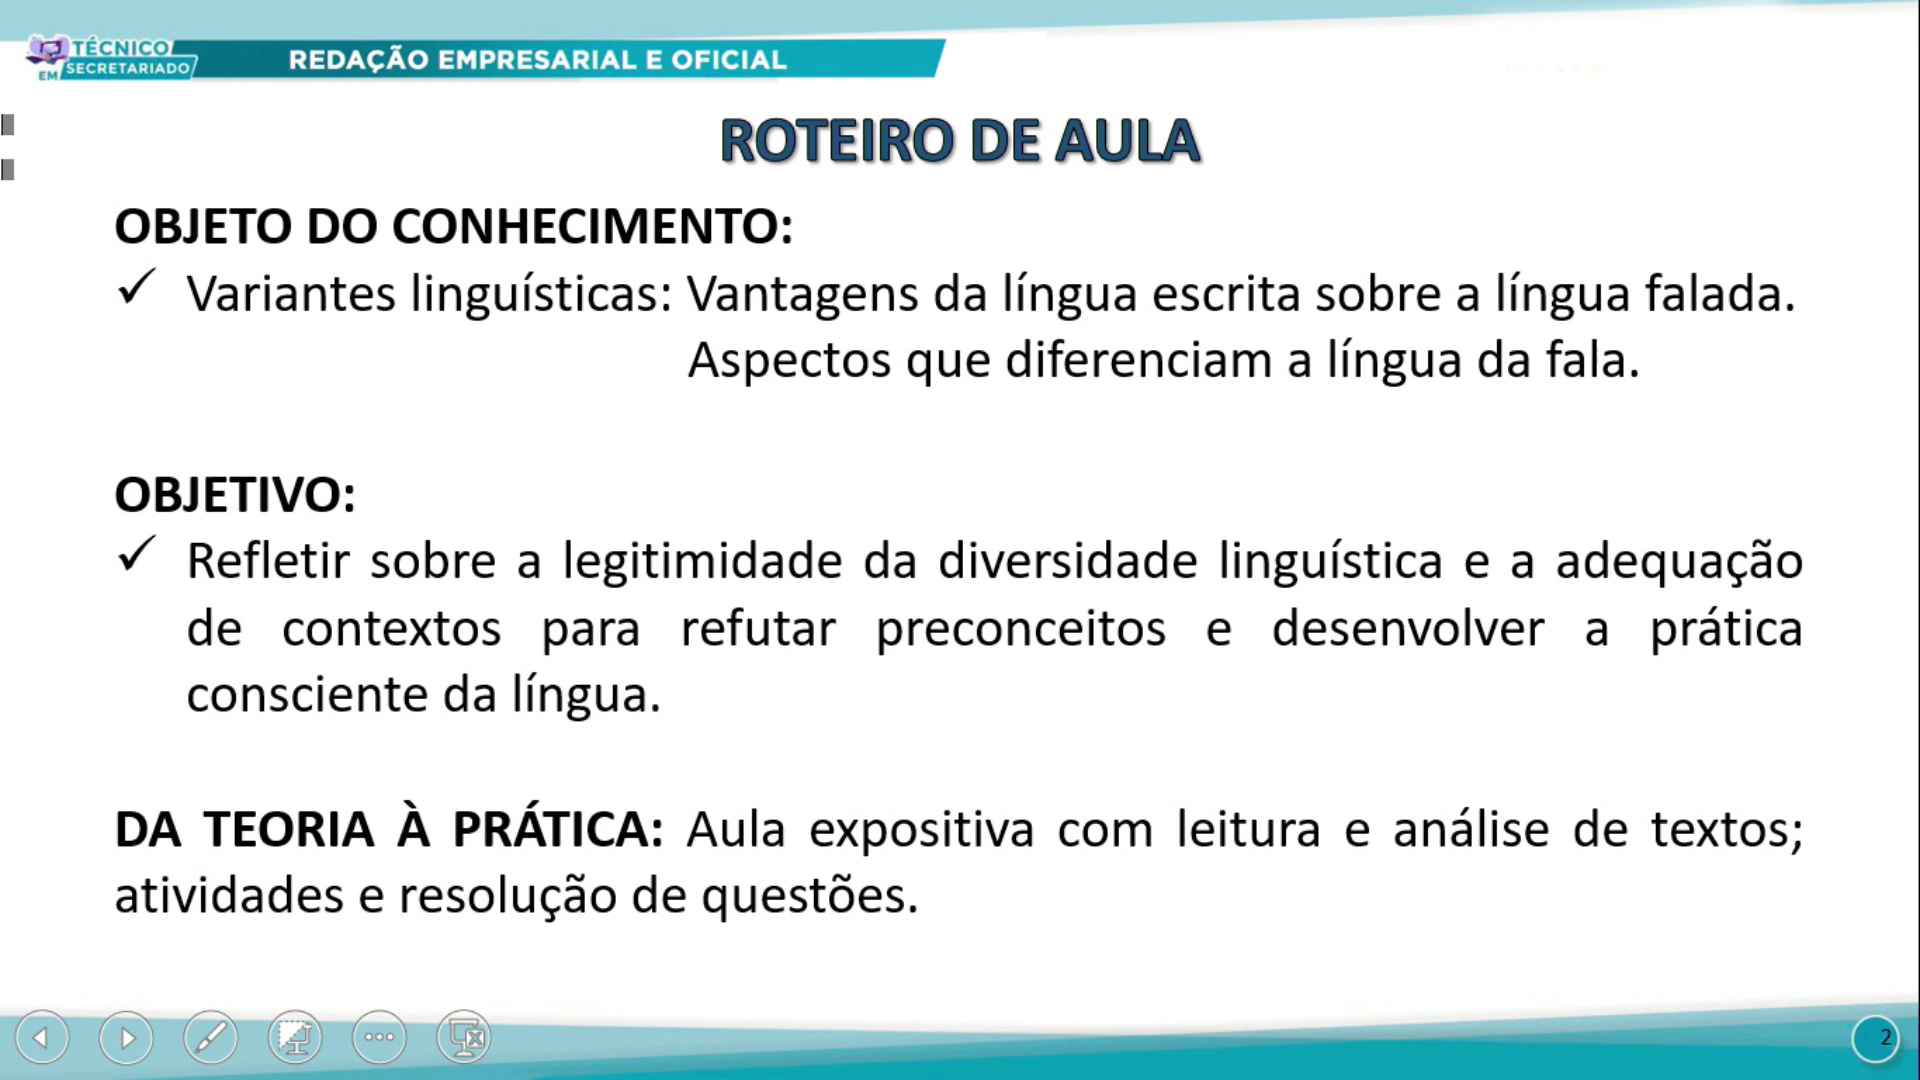 TÉCNICO
EM SECRETARIADO
REDAÇÃO EMPRESARIAL E OFICIAL
ROTEIRO DE AULA
OBJETO DO CONHECIMENTO:
✓ Variantes linguísticas: Vantagens da língua escrita sobre a língua falada.
Aspectos que diferenciam a língua da fala.
OBJETIVO:
✓ Refletir sobre a legitimidade da diversidade linguística e a adequação
de contextos para refutar preconceitos e desenvolver a prática
consciente da língua.
DA TEORIA À PRÁTICA: Aula expositiva com leitura e análise de textos;
atividades e resolução de questões.
2